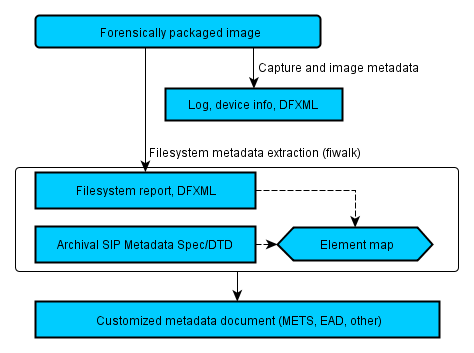 Forensically packaged image
Capture and image metadata
Log, device info, DFXML
Filesystem metadata extraction (fiwalk)
Filesystem report, DFXML
Archival SIP Metadata Spec/DTD
Element map
Customized metadata document (METS, EAD, other)